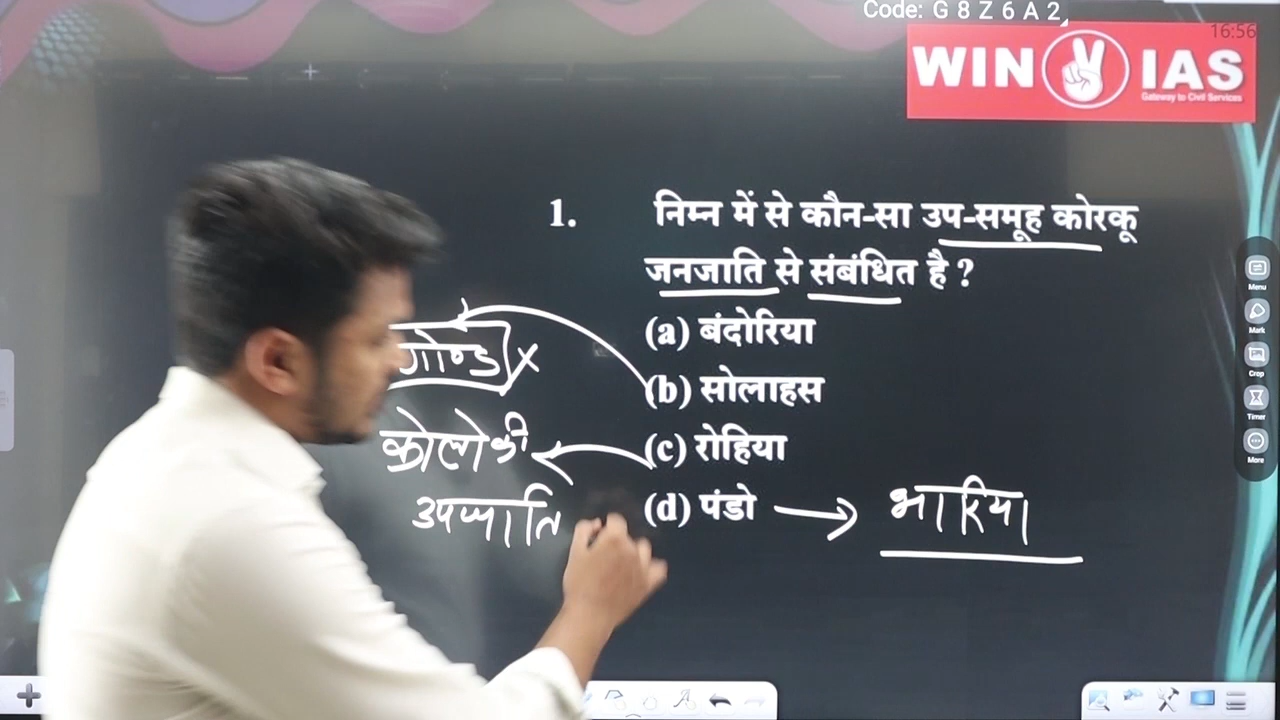 Code: G 8 Z 6 A 2
16:56
WIN IAS
Gateway to Civil Services
1. निम्न में से कौन-सा उप-समूह कोरकू
जनजाति से संबंधित है ?
(a) बंदोरिया
गोण्ड x
(b) सोलाहस
कोलो की
(c) रोहिया
(d) पंडो → भारिया
उपजाति
Menu
Mark
Crop
Timer
More